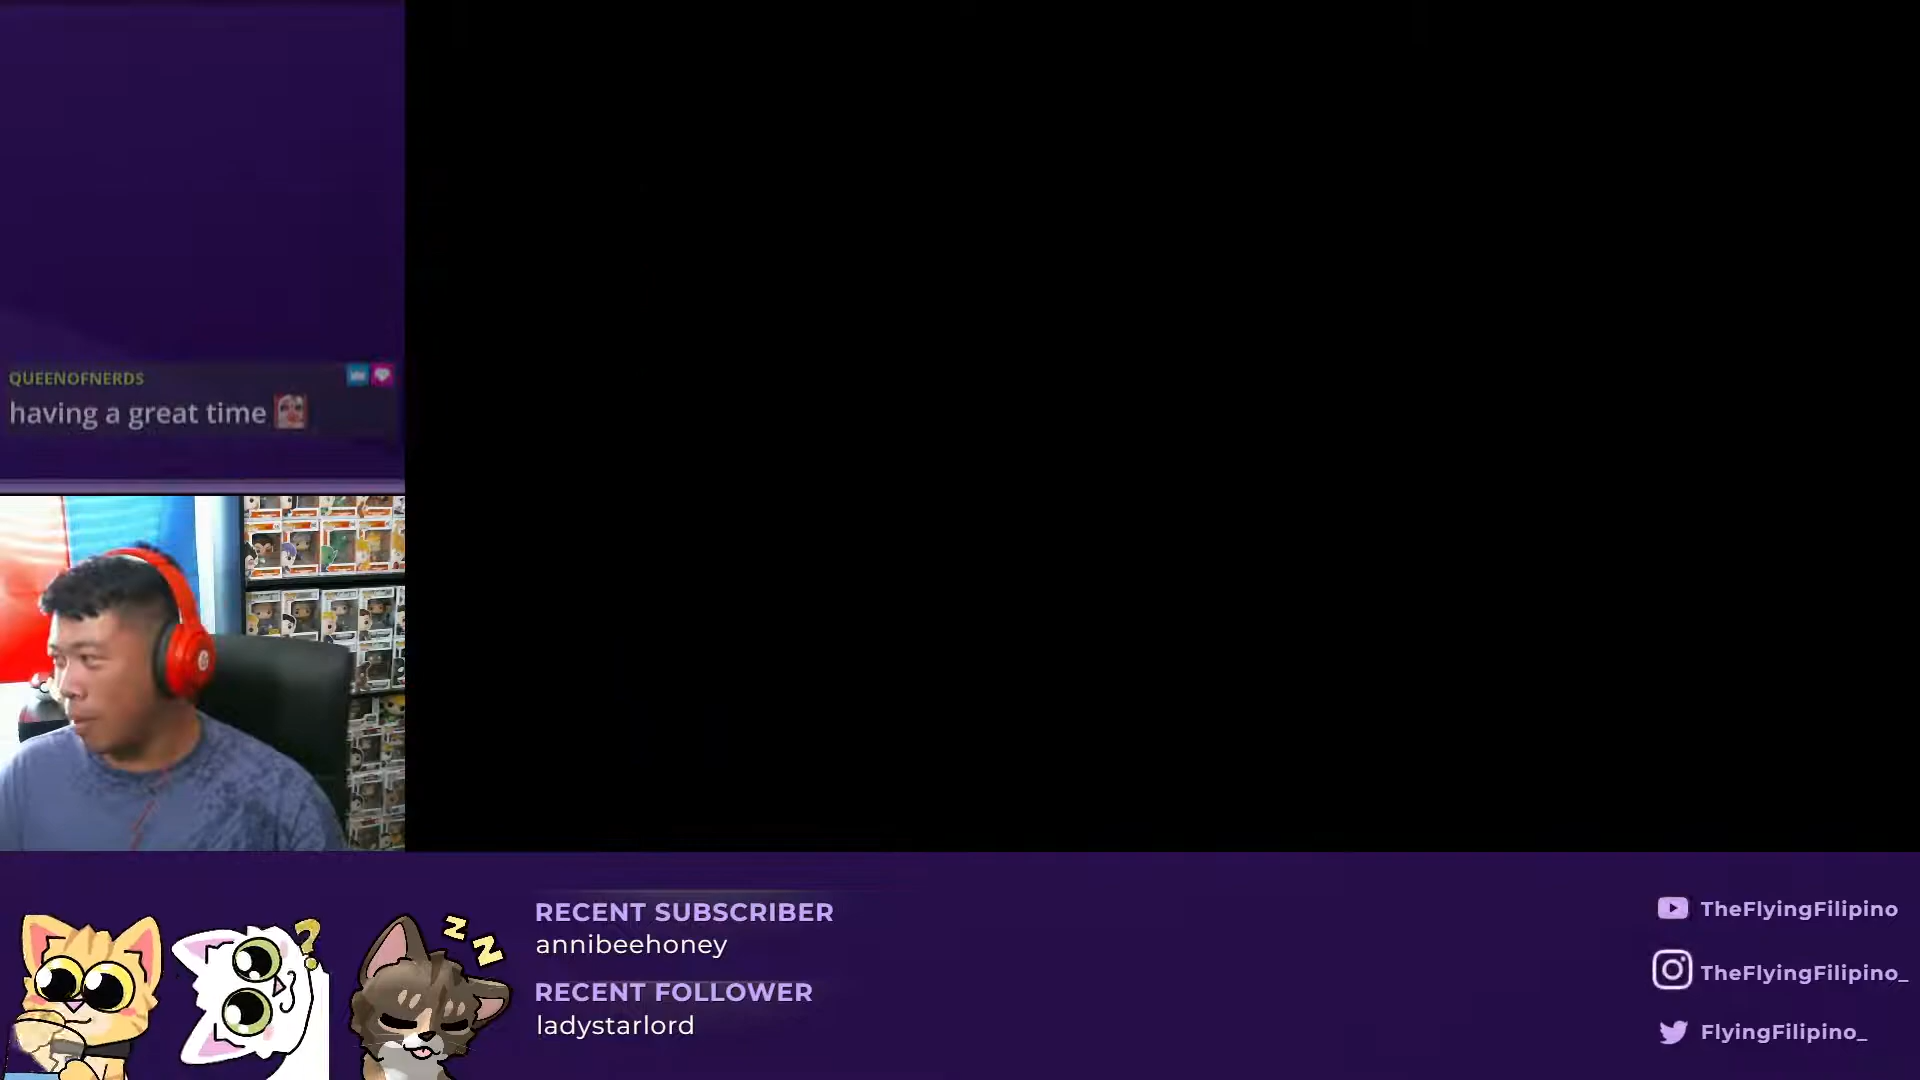 QUEENOFNERDS
having a great time
RECENT SUBSCRIBER
annibeehoney
RECENT FOLLOWER
ladystarlord
TheFlyingFilipino
TheFlyingFilipino_
FlyingFilipino_